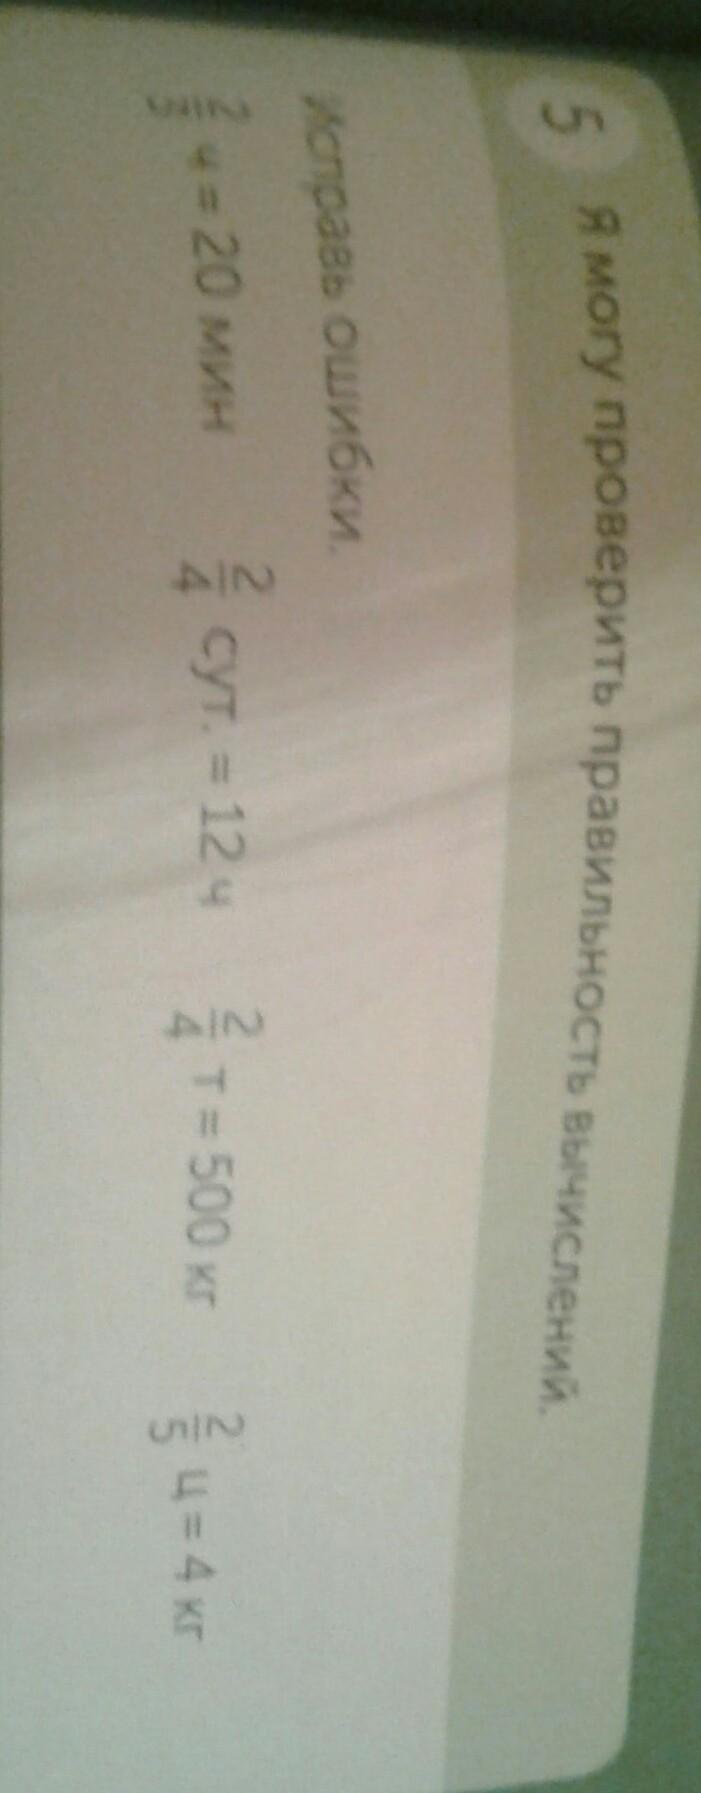 5 Я могу проверить правильность вычислений.
Исправь ошибки.
2/3 ч = 20 мин 2/4 сут. = 12 ч 2/4 т = 500 кг 2/5 ц = 4 кг